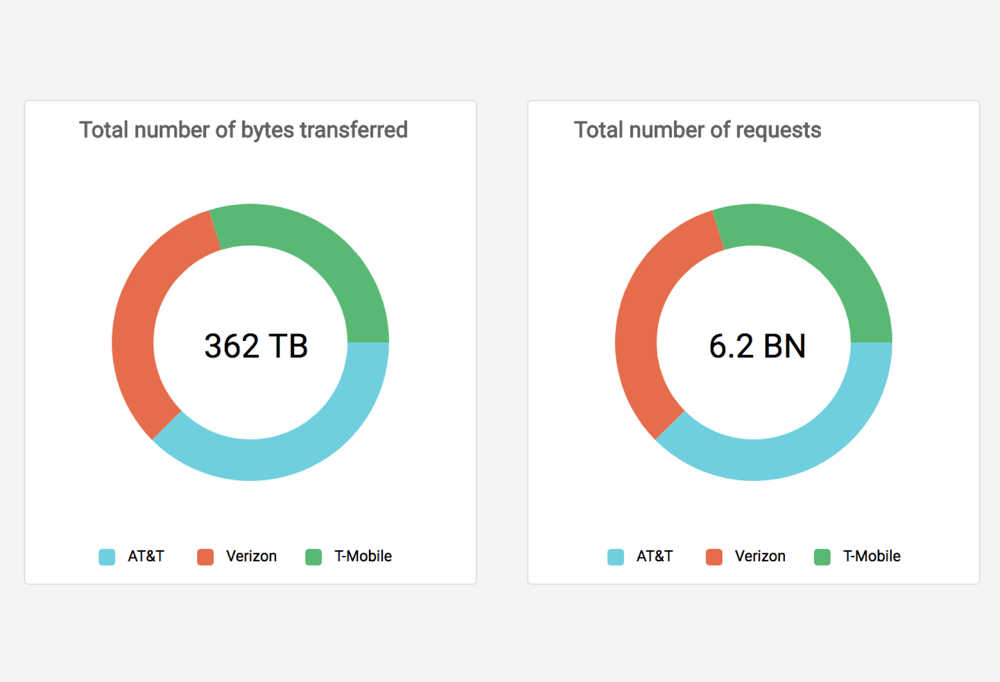 Total number of bytes transferred
362 TB
AT&T Verizon T-Mobile
Total number of requests
6.2 BN
AT&T Verizon T-Mobile